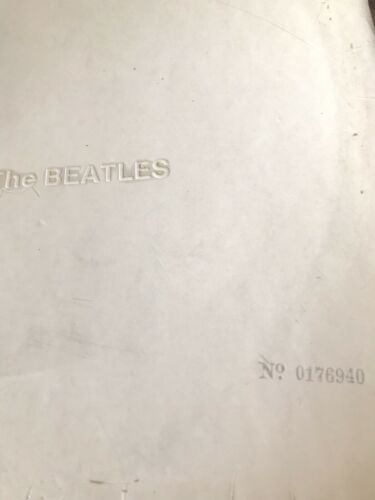 The BEATLES
Nº 0176940